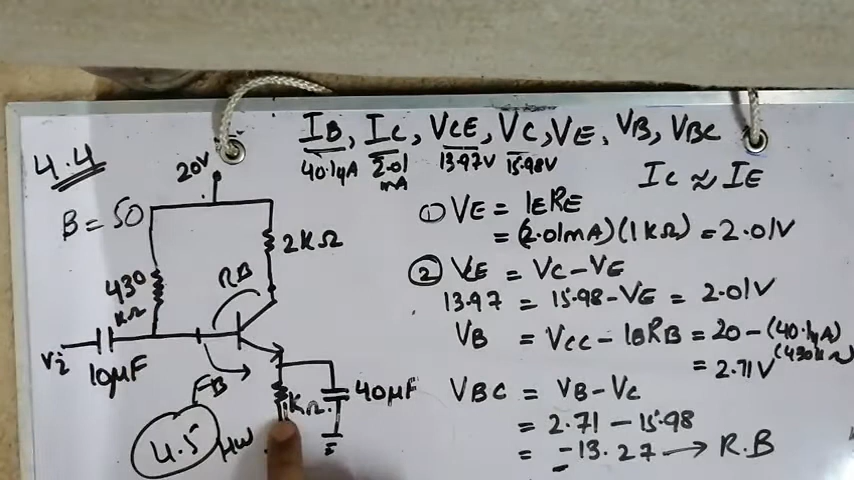 4.4
IB, IC, VCE, VC, VE, VB, VBC
40.1μA 2.01 mA 13.97V 15.98V
IC ≈ IE
20V
β = 50
2KΩ
430 KΩ
RB
Vi
10μF
FB
1KΩ
40μF
4.5 HW
① VE = IERE
= (2.01mA)(1KΩ) = 2.01V
② VCE = VC-VE
13.97 = 15.98-VE = 2.01V
VB = VCC - IBRB = 20-(40.1μA)(430KΩ)
= 2.71V
VBC = VB-VC
= 2.71-15.98
= -13.27 → R.B